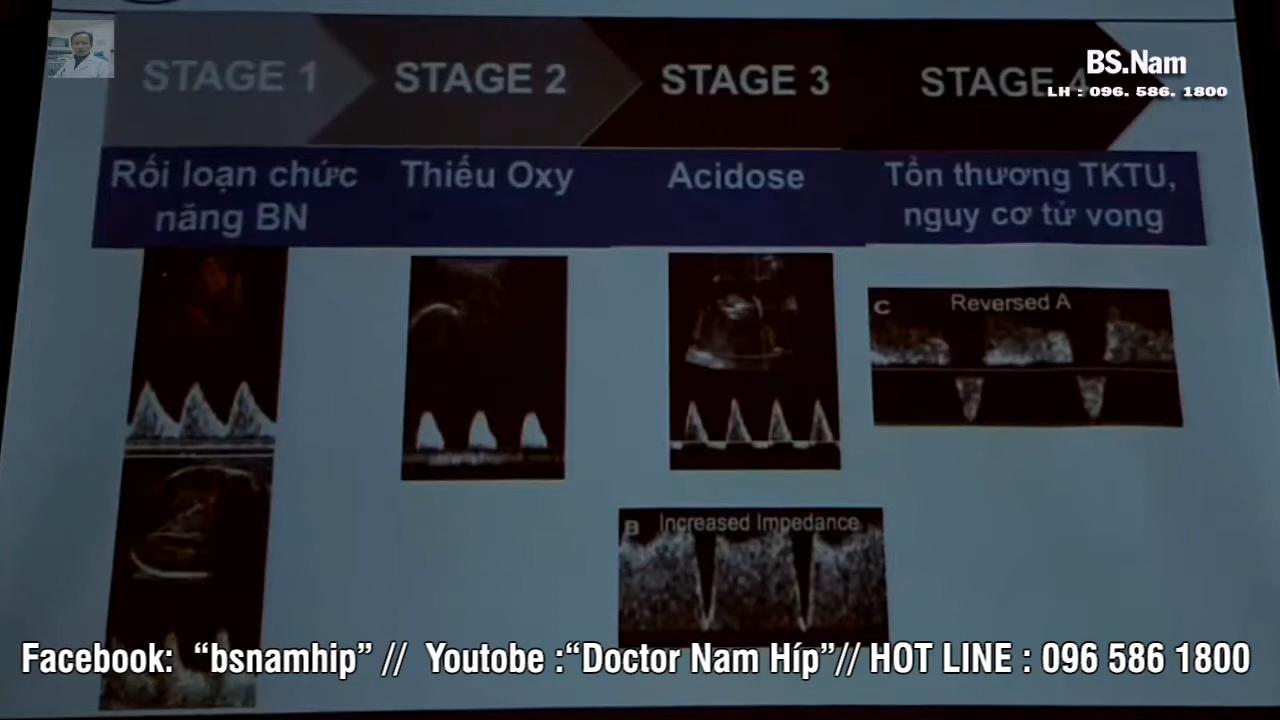 STAGE 1
STAGE 2
STAGE 3
STAGE 4
BS.Nam
LH : 096. 586. 1800
Rối loạn chức
năng BN
Thiếu Oxy
Acidose
Tổn thương TKTU,
nguy cơ tử vong
C Reversed A
B Increased Impedance
Facebook: “bsnamhip” // Youtobe :“Doctor Nam Híp”// HOT LINE : 096 586 1800